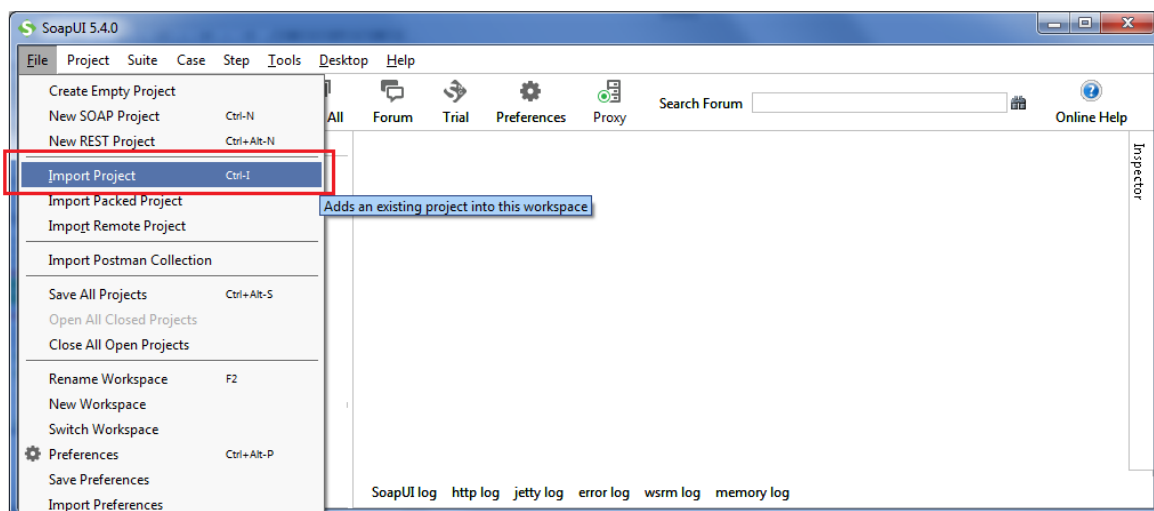 SoapUI 5.4.0
File Project Suite Case Step Tools Desktop Help
All Forum Trial Preferences Proxy Search Forum Online Help
Create Empty Project
New SOAP Project Ctrl-N
New REST Project Ctrl+Alt-N
Import Project Ctrl-I
Adds an existing project into this workspace
Import Packed Project
Import Remote Project
Import Postman Collection
Save All Projects Ctrl+Alt-S
Open All Closed Projects
Close All Open Projects
Rename Workspace F2
New Workspace
Switch Workspace
Preferences Ctrl+Alt-P
Save Preferences
Import Preferences
Inspector
SoapUI log http log jetty log error log wsrm log memory log